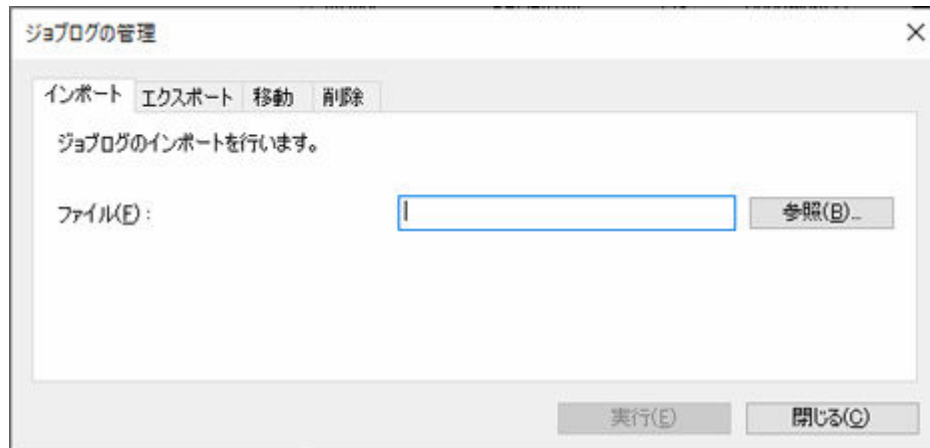 ジョブログの管理
インポート エクスポート 移動 削除
ジョブログのインポートを行います。
ファイル(F): 参照(B)...
実行(E) 閉じる(C)